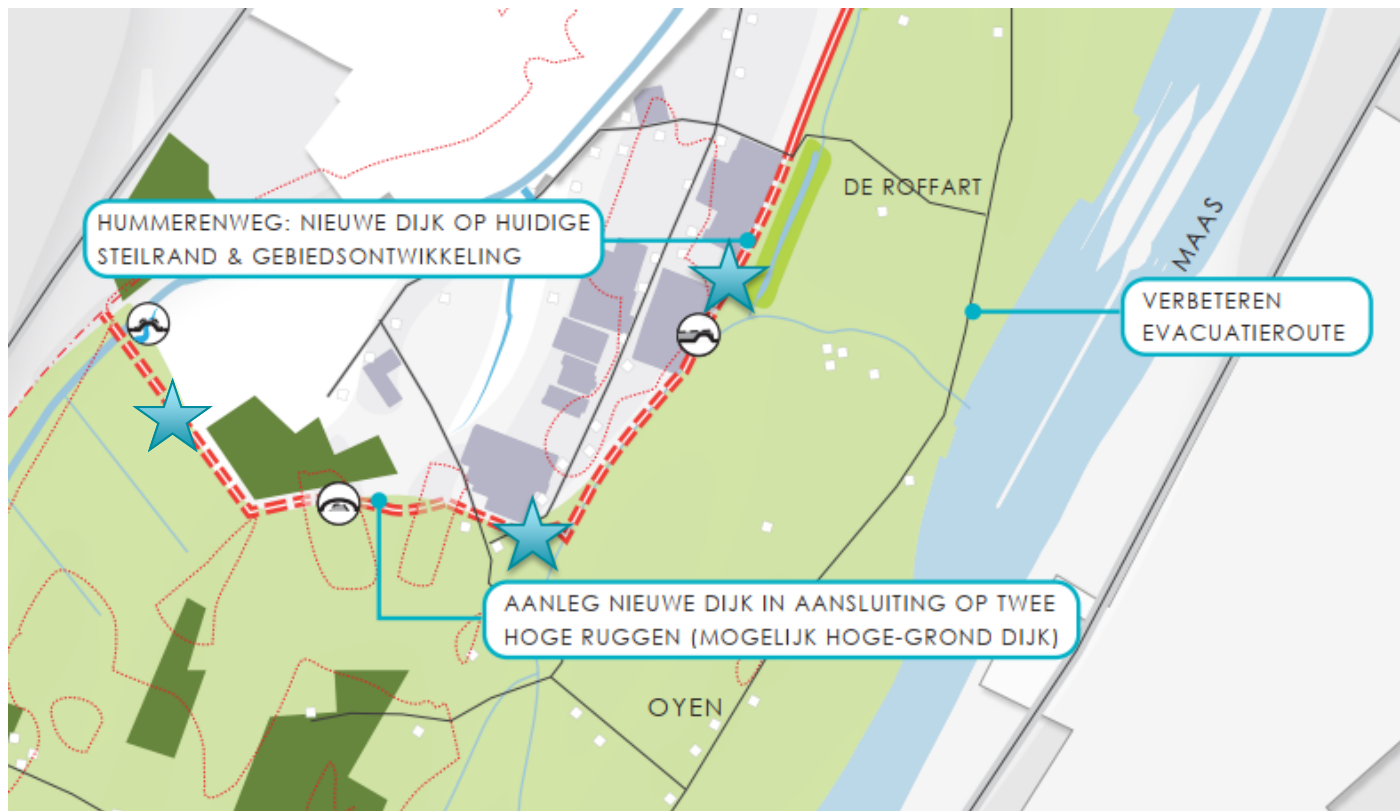 HUMMERENWEG: NIEUWE DIJK OP HUIDIGE
STEILRAND & GEBIEDSONTWIKKELING
DE ROFFART
MAAS
VERBETEREN
EVACUATIEROUTE
AANLEG NIEUWE DIJK IN AANSLUITING OP TWEE
HOGE RUGGEN (MOGELIJK HOGE-GROND DIJK)
OYEN